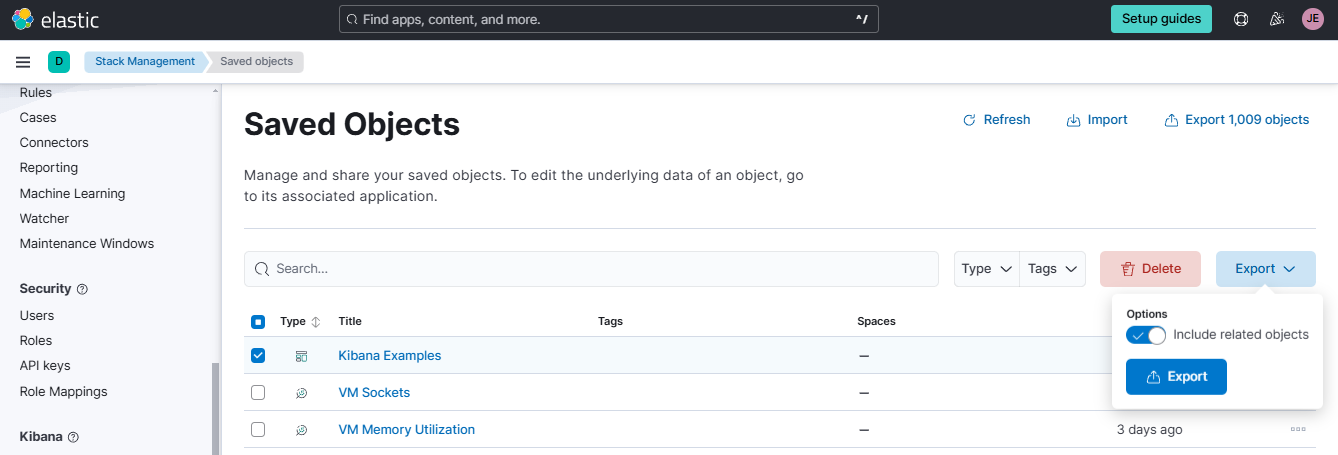 elastic
Find apps, content, and more.
^/
Setup guides
JE
D
Stack Management
Saved objects
Rules
Cases
Connectors
Reporting
Machine Learning
Watcher
Maintenance Windows
Security
Users
Roles
API keys
Role Mappings
Kibana
Saved Objects
Refresh
Import
Export 1,009 objects
Manage and share your saved objects. To edit the underlying data of an object, go
to its associated application.
Search...
Type
Tags
Delete
Export
Options
Include related objects
Export
Type Title Tags Spaces
Kibana Examples —
VM Sockets —
VM Memory Utilization — 3 days ago